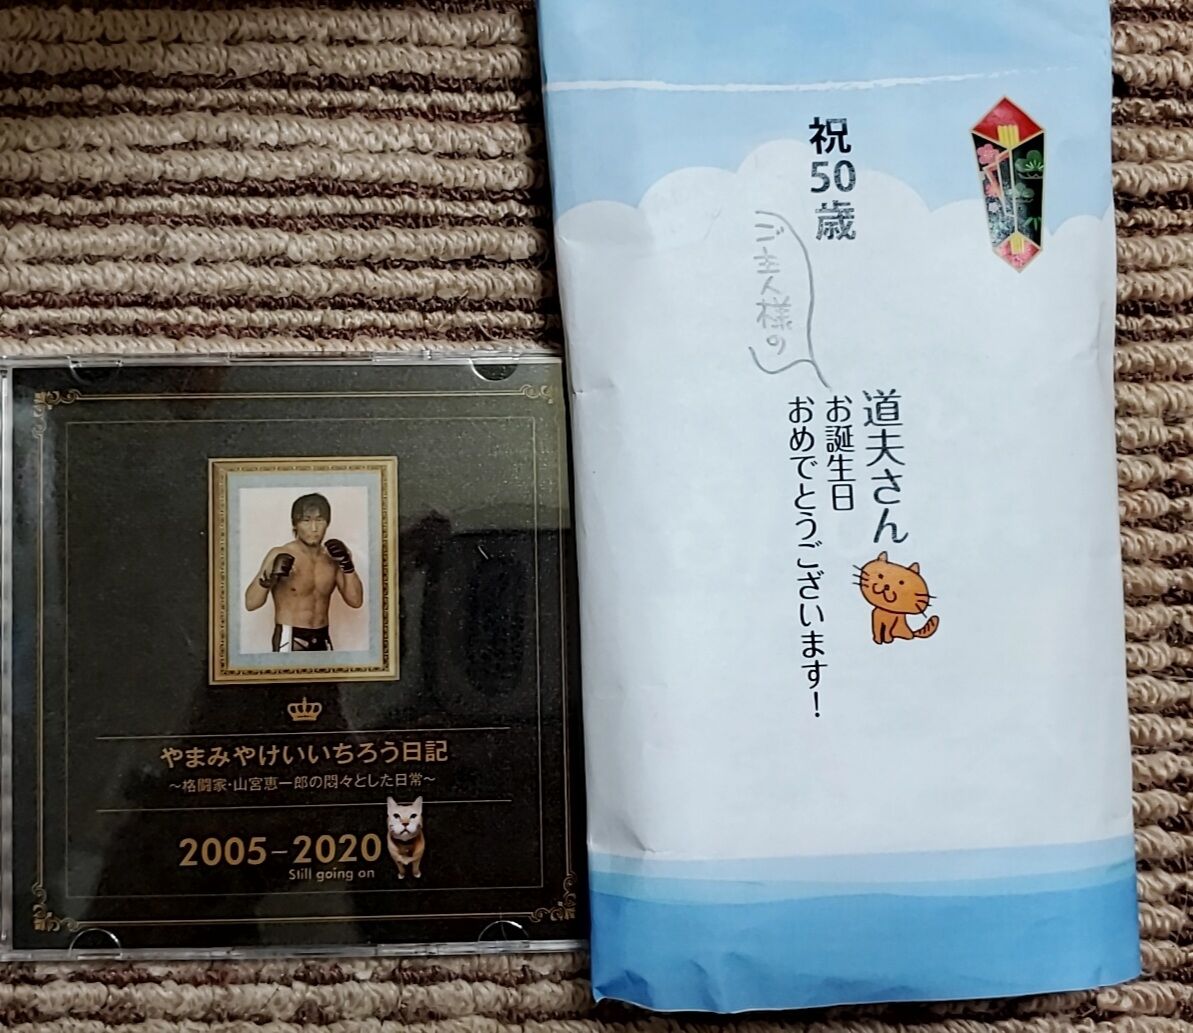 やまみやけいいちろう日記
～格闘家・山宮恵一郎の悶々とした日常～
2005-2020
Still going on
祝50歳
道夫さん
お誕生日
ご主人様の
おめでとうございます！